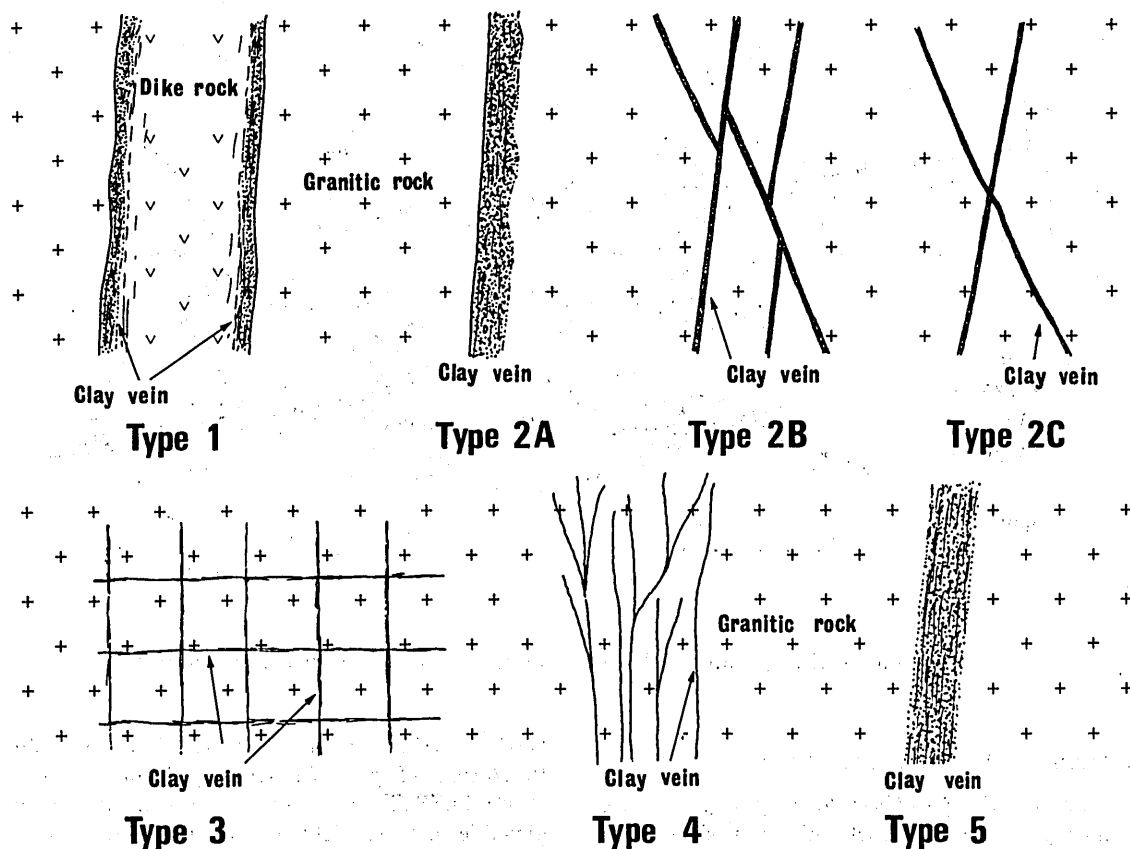 Dike rock
Granitic rock
Clay vein
Clay vein
Clay vein
Clay vein
Type 1
Type 2A
Type 2B
Type 2C
Granitic rock
Clay vein
Clay vein
Clay vein
Type 3
Type 4
Type 5